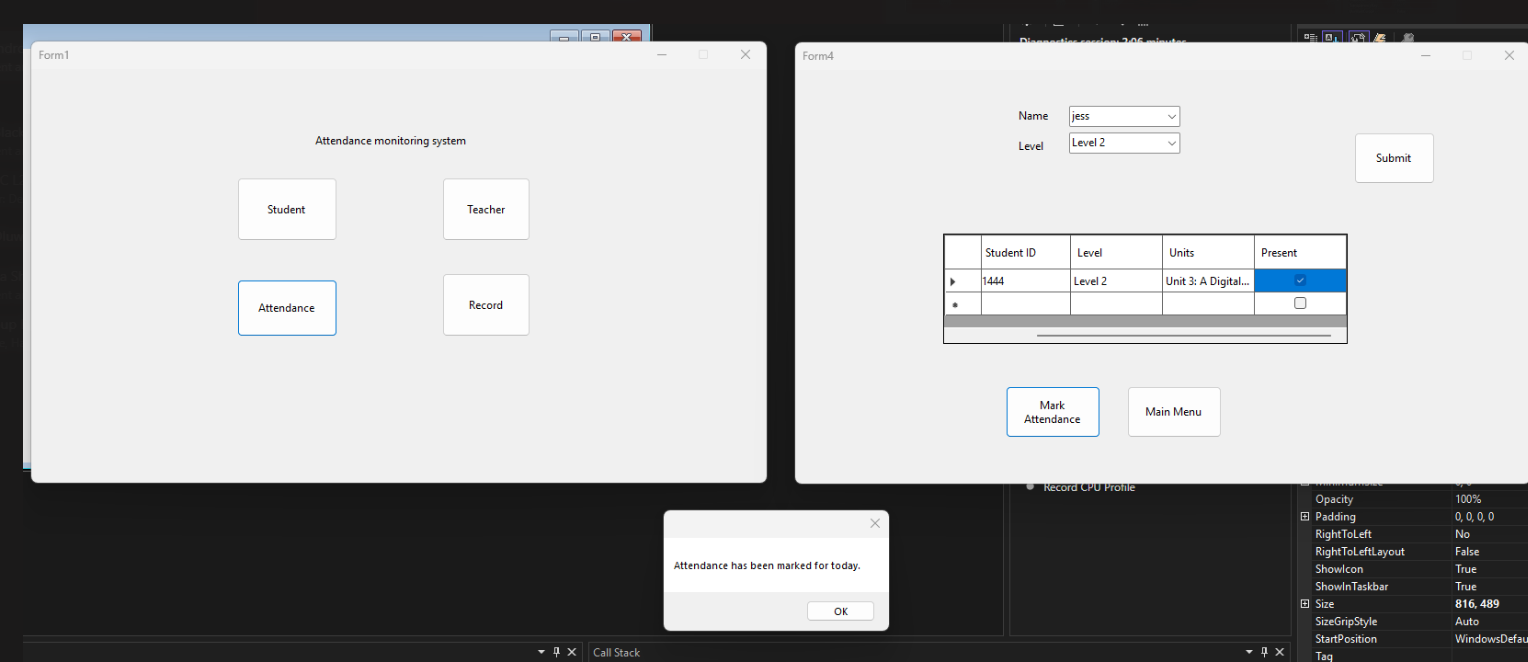 Form1
Attendance monitoring system
Student
Teacher
Attendance
Record
Form4
Name
jess
Level
Level 2
Submit
Student ID
Level
Units
Present
1444
Level 2
Unit 3: A Digital...
Mark
Attendance
Main Menu
Attendance has been marked for today.
OK
Diagnostics session: 2:06 minutes
Record CPU Profile
Opacity
100%
Padding
0, 0, 0, 0
RightToLeft
No
RightToLeftLayout
False
ShowIcon
True
ShowInTaskbar
True
Size
816, 489
SizeGripStyle
Auto
StartPosition
WindowsDefau
Tag
Call Stack